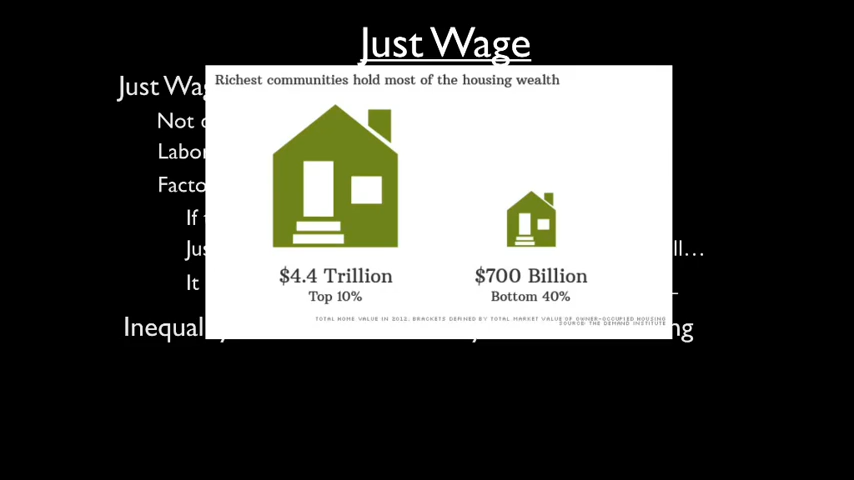 Just Wage
Just Wag
Richest communities hold most of the housing wealth
Not
Labor
Facto
If
Jus ll…
It
$4.4 Trillion $700 Billion
Top 10% Bottom 40%
TOTAL HOME VALUE IN 2012. BRACKETS DEFINED BY TOTAL MARKET VALUE OF OWNER-OCCUPIED HOUSING
SOURCE: THE DEMAND INSTITUTE
Inequal ng